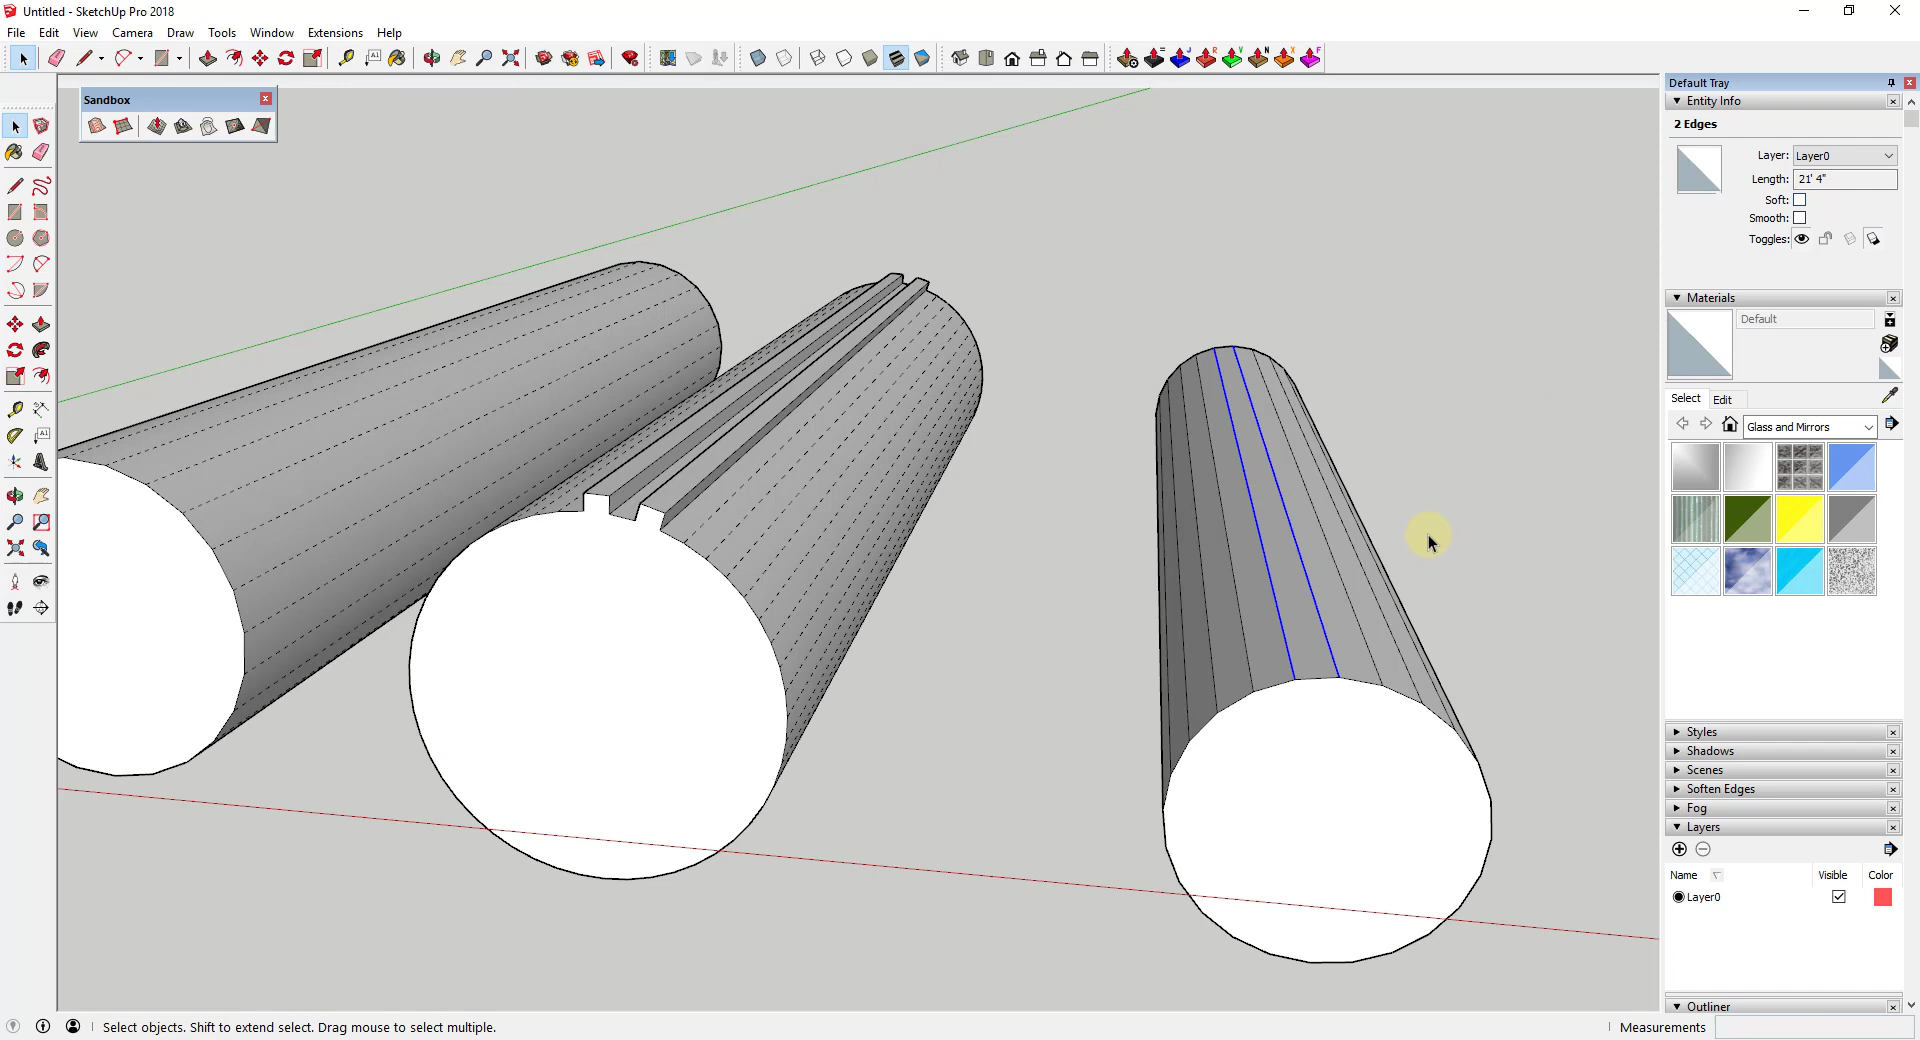 Untitled - SketchUp Pro 2018
File Edit View Camera Draw Tools Window Extensions Help
Sandbox
Default Tray
Entity Info
2 Edges
Layer: Layer0
Length: 21' 4"
Soft:
Smooth:
Toggles:
Materials
Default
Select Edit
Glass and Mirrors
Styles
Shadows
Scenes
Soften Edges
Fog
Layers
Name Visible Color
Layer0
Outliner
Select objects. Shift to extend select. Drag mouse to select multiple.
Measurements